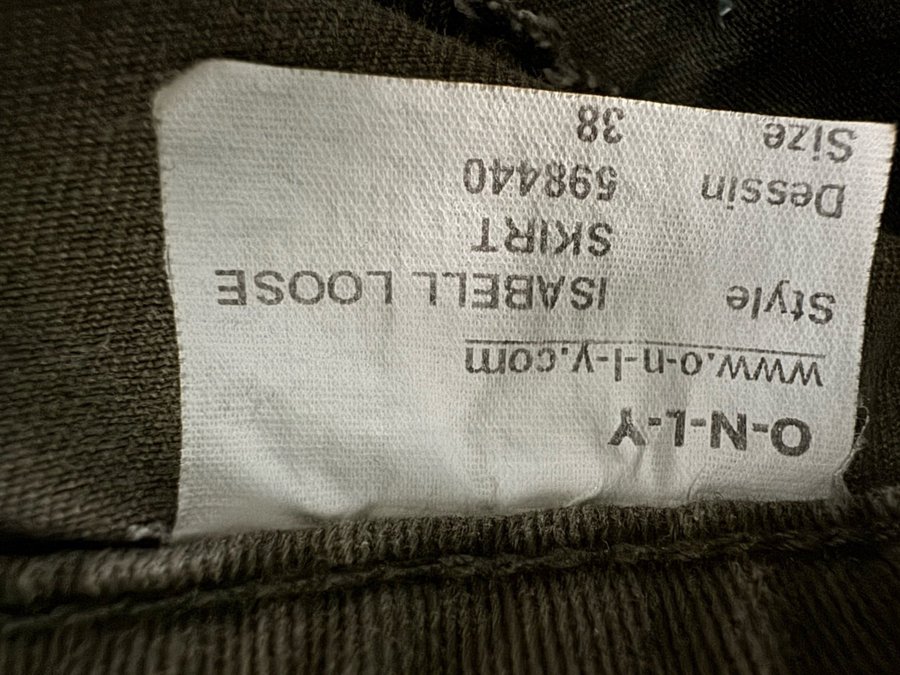 O-N-L-Y
www.o-n-l-y.com
Style ISABELL LOOSE
SKIRT
Dessin 598440
Size 38